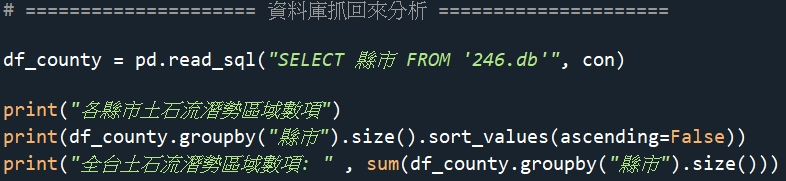 # ===================== 資料庫抓回來分析 =====================
df_county = pd.read_sql("SELECT 縣市 FROM '246.db'", con)
print("各縣市土石流潛勢區域數項")
print(df_county.groupby("縣市").size().sort_values(ascending=False))
print("全台土石流潛勢區域數項: " , sum(df_county.groupby("縣市").size()))